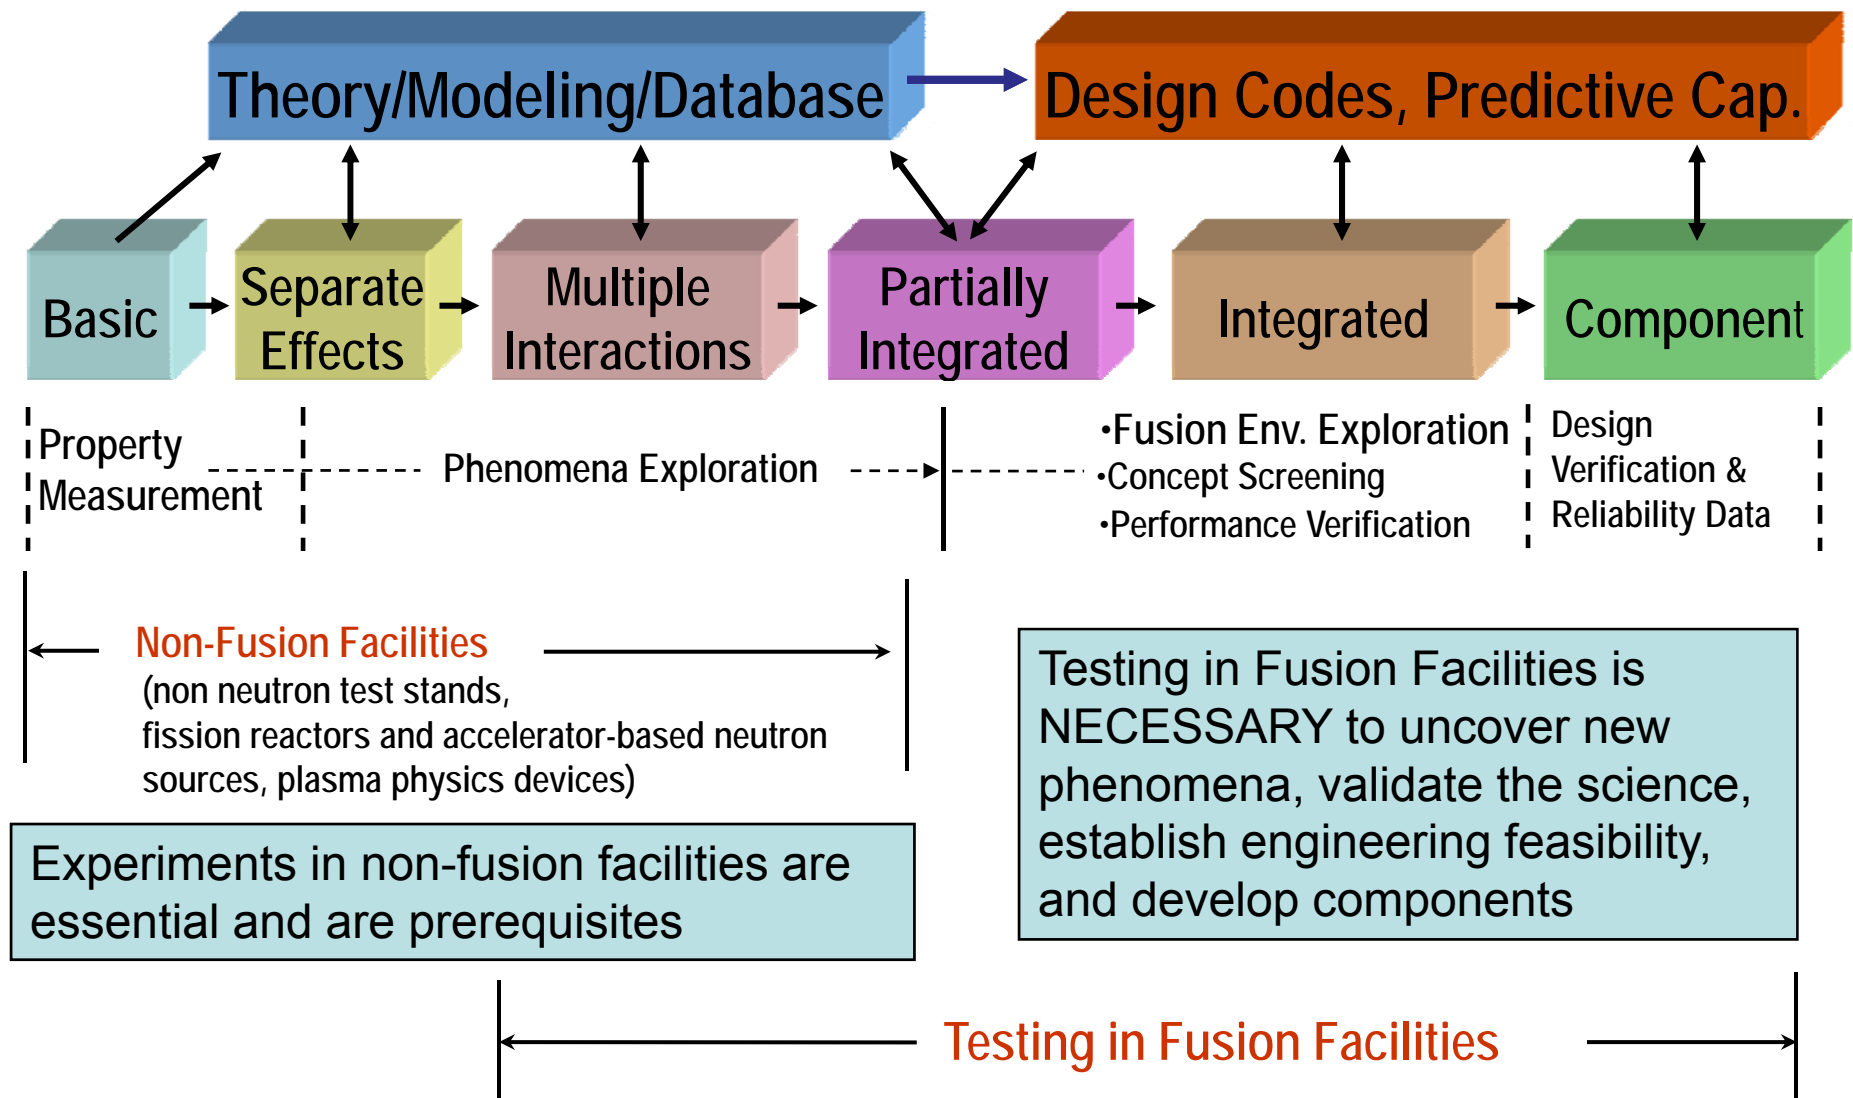 Theory/Modeling/Database
Design Codes, Predictive Cap.
Basic
Separate
Effects
Multiple
Interactions
Partially
Integrated
Integrated
Component
Property
Measurement
Phenomena Exploration
•Fusion Env. Exploration
•Concept Screening
•Performance Verification
Design
Verification &
Reliability Data
Non-Fusion Facilities
(non neutron test stands,
fission reactors and accelerator-based neutron
sources, plasma physics devices)
Testing in Fusion Facilities is
NECESSARY to uncover new
phenomena, validate the science,
establish engineering feasibility,
and develop components
Experiments in non-fusion facilities are
essential and are prerequisites
Testing in Fusion Facilities